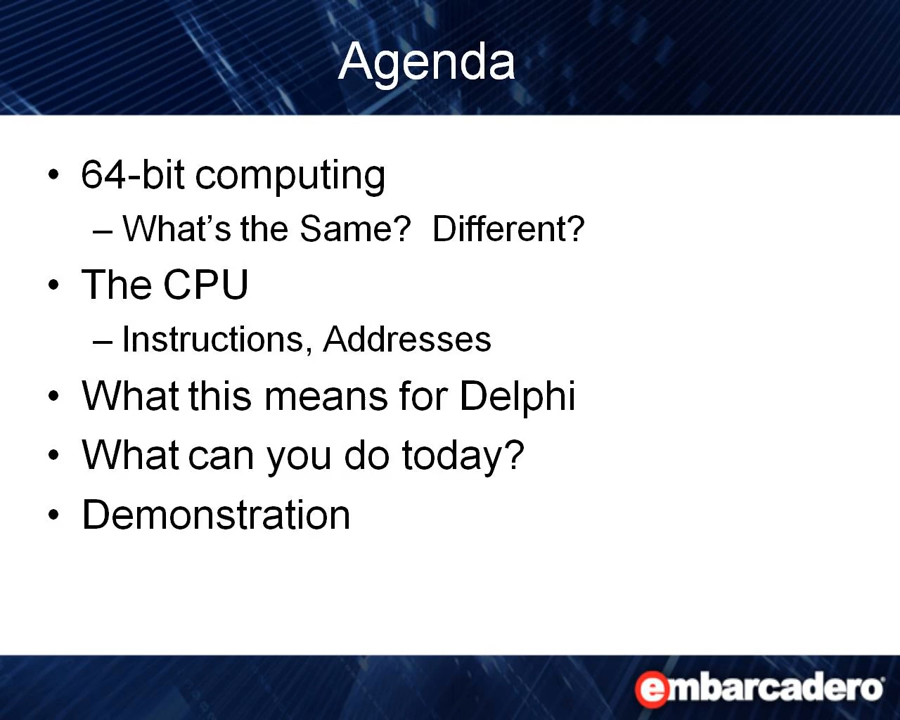 Agenda
• 64-bit computing
– What’s the Same?  Different?
• The CPU
– Instructions, Addresses
• What this means for Delphi
• What can you do today?
• Demonstration
embarcadero®